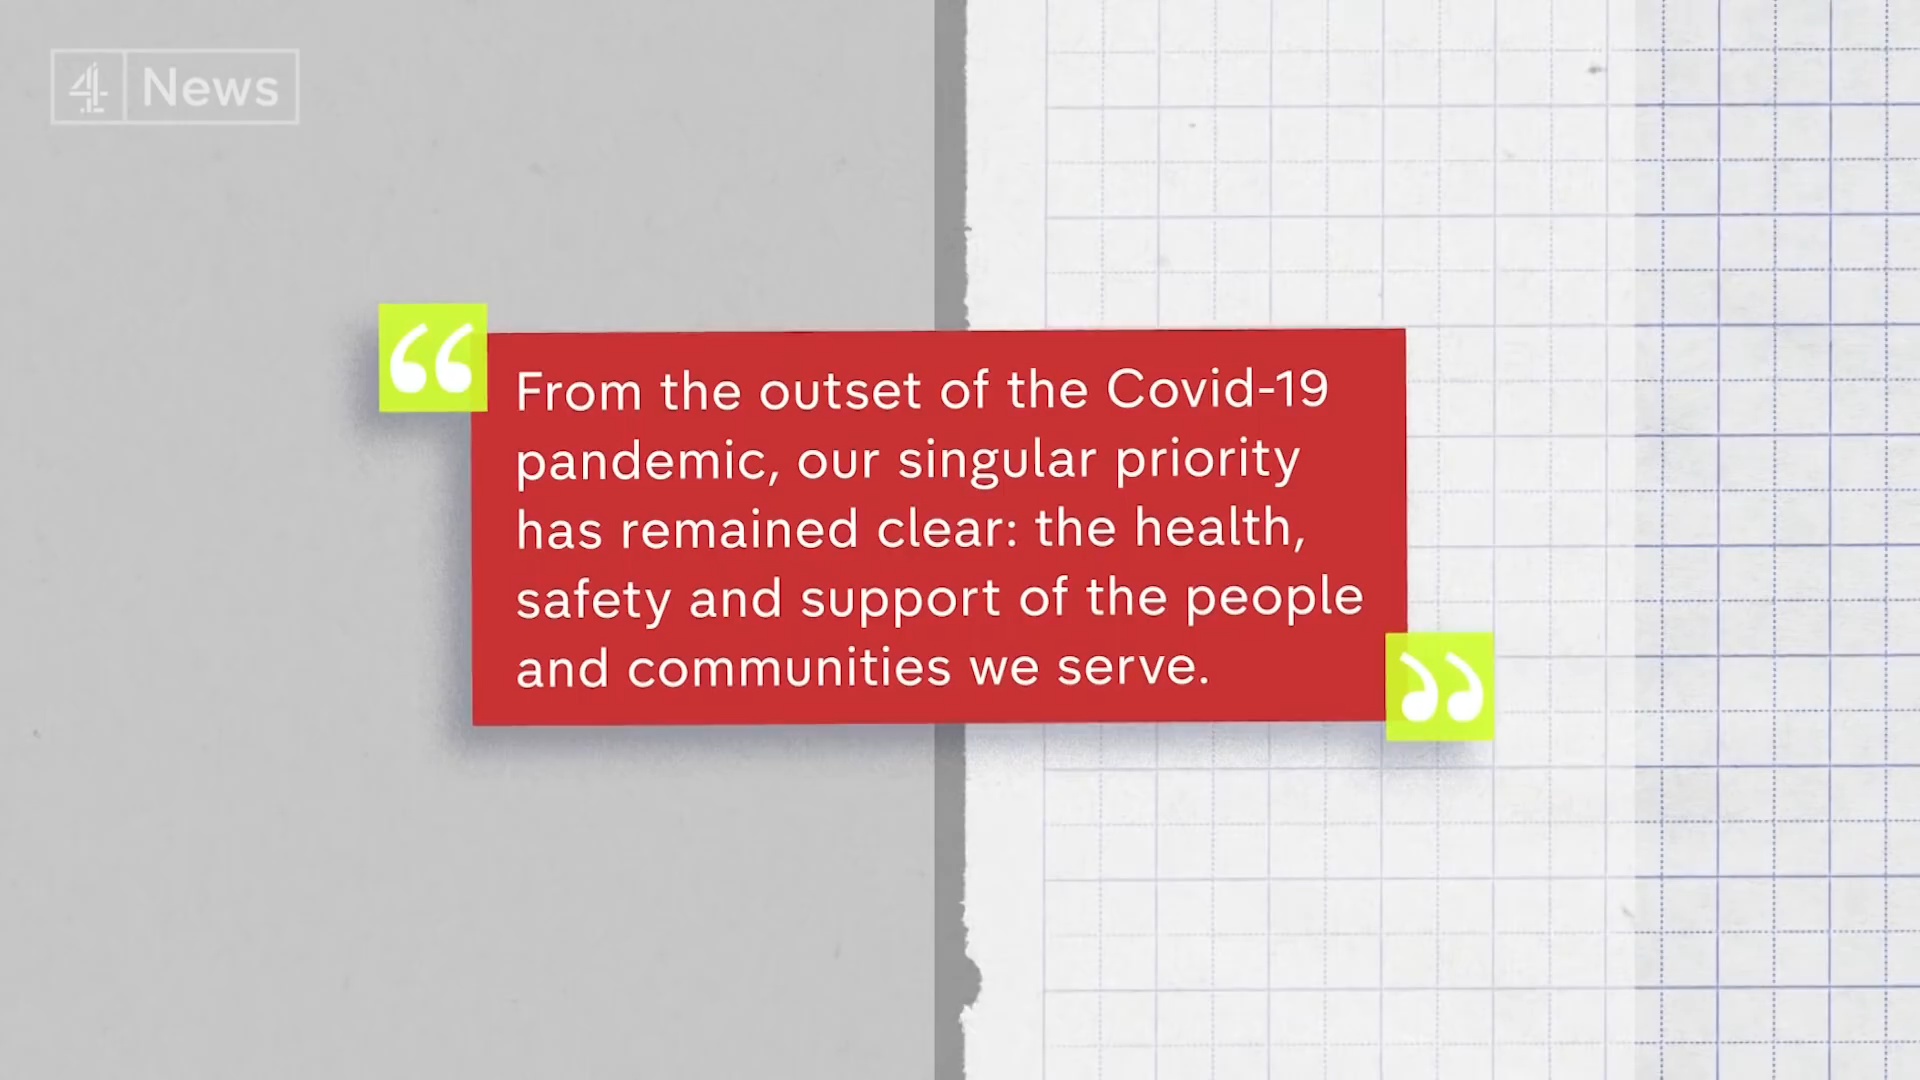 4 News
“
From the outset of the Covid-19
pandemic, our singular priority
has remained clear: the health,
safety and support of the people
and communities we serve.
”